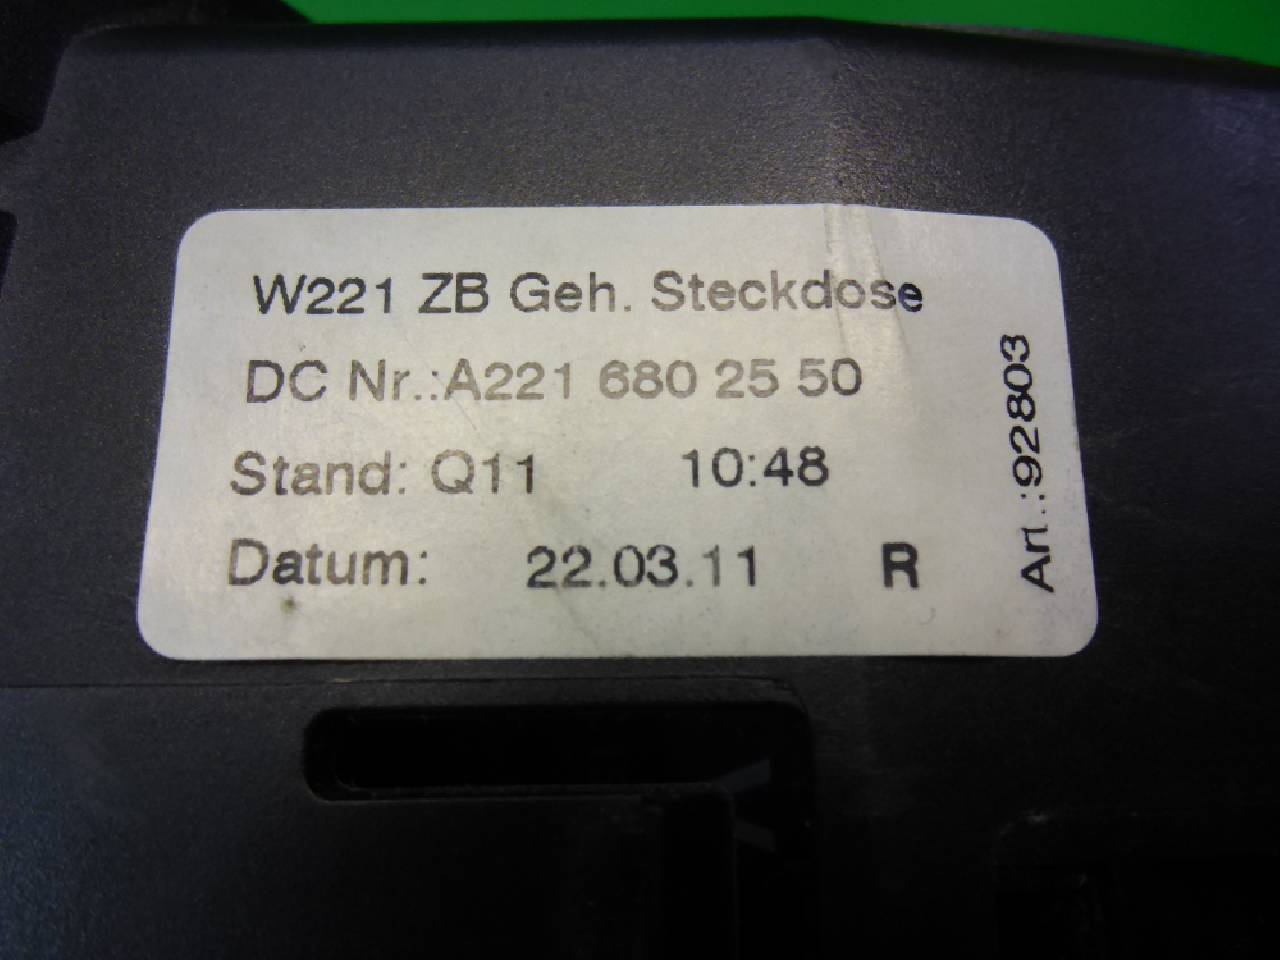 W221 ZB Geh. Steckdose
DC Nr.:A221 680 25 50
Stand: Q11 10:48
Datum: 22.03.11 R
Art.:92803